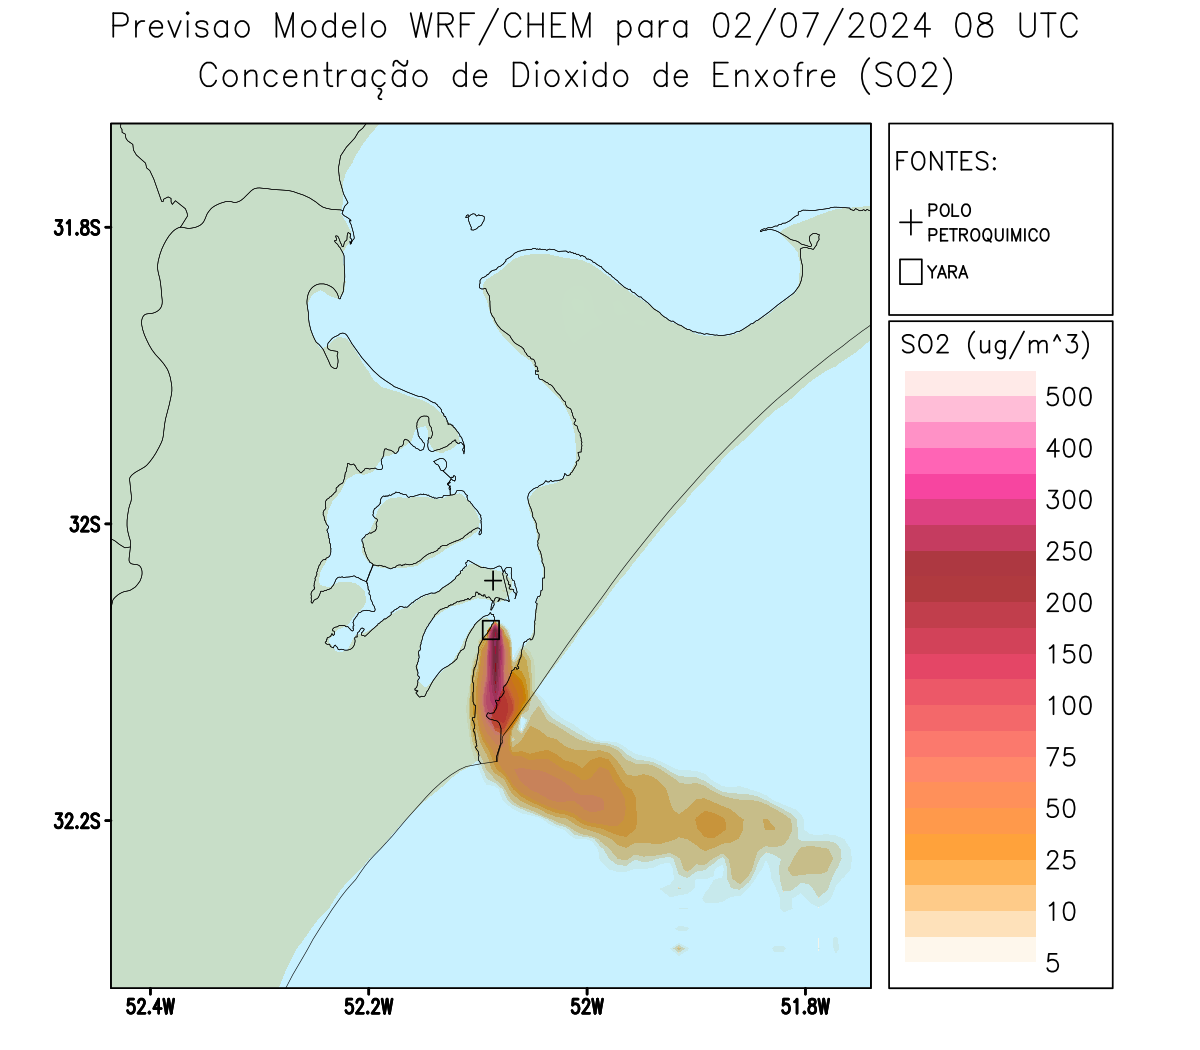 Previsao Modelo WRF/CHEM para 02/07/2024 08 UTC
Concentração de Dioxido de Enxofre (SO2)
FONTES:
POLO
PETROQUIMICO
YARA
SO2 (ug/m^3)
500
400
300
250
200
150
100
75
50
25
10
5
31.8S
32S
32.2S
52.4W
52.2W
52W
51.8W